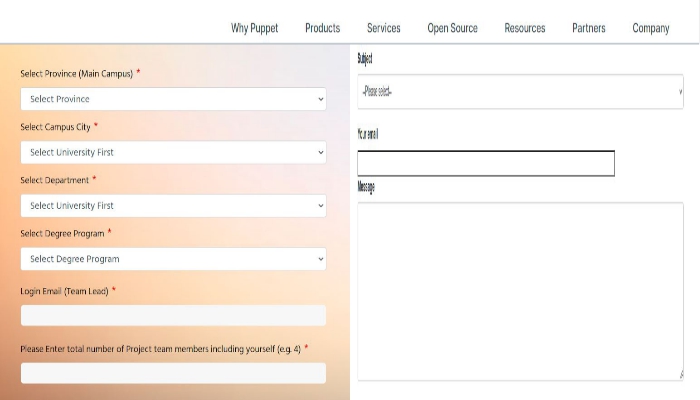 Why Puppet Products Services Open Source Resources Partners Company
Select Province (Main Campus) *
Select Province
Select Campus City *
Select University First
Select Department *
Select University First
Select Degree Program *
Select Degree Program
Login Email (Team Lead) *
Please Enter total number of Project team members including yourself (e.g. 4) *
Subject
-Please select-
Your email
Message